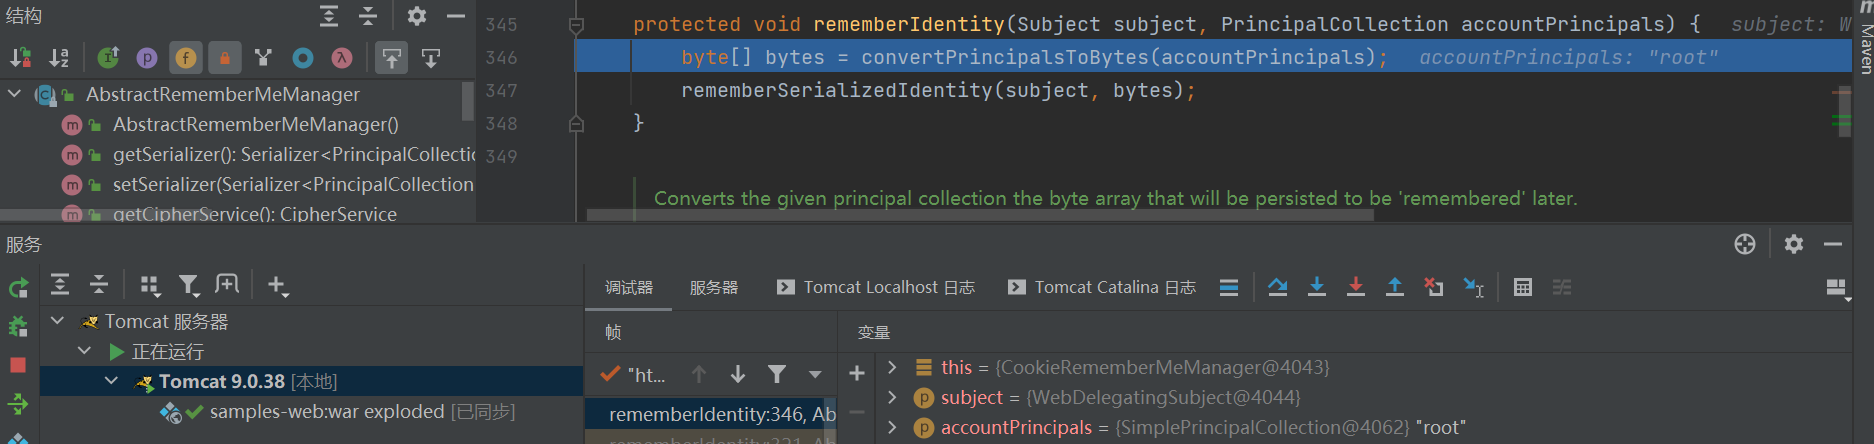 结构
AbstractRememberMeManager
AbstractRememberMeManager()
getSerializer(): Serializer<PrincipalCollectio
setSerializer(Serializer<PrincipalCollection
getCipherService(): CipherService
345 protected void rememberIdentity(Subject subject, PrincipalCollection accountPrincipals) { subject: W
346 byte[] bytes = convertPrincipalsToBytes(accountPrincipals); accountPrincipals: "root"
347 rememberSerializedIdentity(subject, bytes);
348 }
349
Converts the given principal collection the byte array that will be persisted to be 'remembered' later.
Maven
服务
Tomcat 服务器
正在运行
Tomcat 9.0.38 [本地]
samples-web:war exploded [已同步]
调试器 服务器 Tomcat Localhost 日志 Tomcat Catalina 日志
帧
"ht...
rememberIdentity:346, Ab
rememberIdentity:321, Ab
变量
this = {CookieRememberMeManager@4043}
subject = {WebDelegatingSubject@4044}
accountPrincipals = {SimplePrincipalCollection@4062} "root"